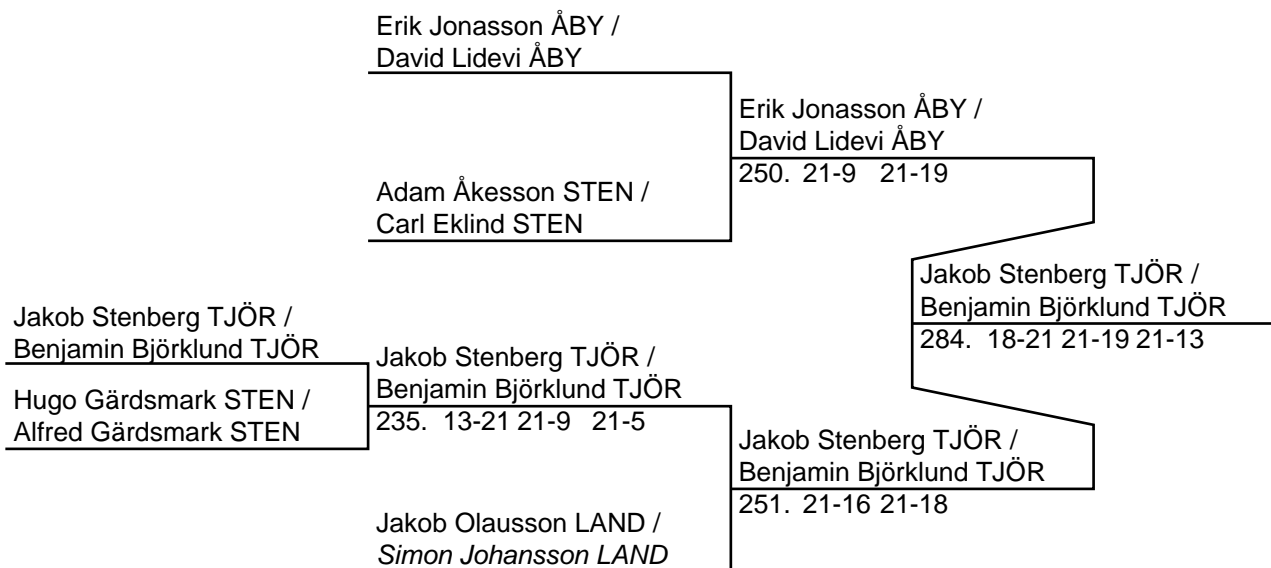 Erik Jonasson ÅBY /
David Lidevi ÅBY
Erik Jonasson ÅBY /
David Lidevi ÅBY
250. 21-9 21-19
Adam Åkesson STEN /
Carl Eklind STEN
Jakob Stenberg TJÖR /
Benjamin Björklund TJÖR
284. 18-21 21-19 21-13
Jakob Stenberg TJÖR /
Benjamin Björklund TJÖR
Jakob Stenberg TJÖR /
Benjamin Björklund TJÖR
235. 13-21 21-9 21-5
Hugo Gärdsmark STEN /
Alfred Gärdsmark STEN
Jakob Stenberg TJÖR /
Benjamin Björklund TJÖR
251. 21-16 21-18
Jakob Olausson LAND /
Simon Johansson LAND